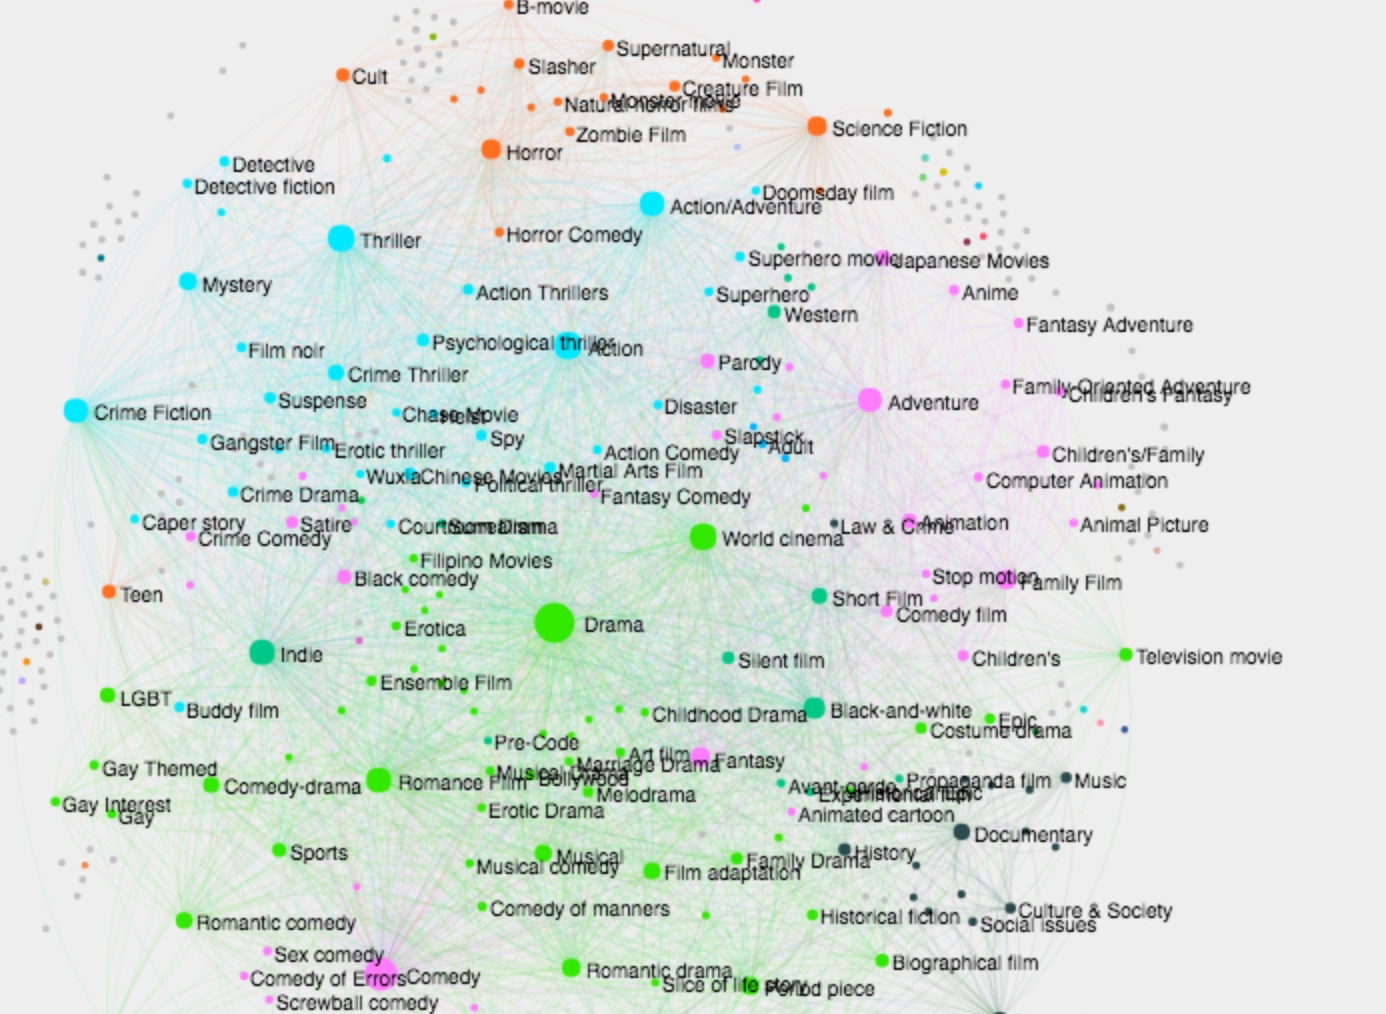 B-movie
Supernatural
Monster
Slasher
Cult
Creature Film
Monster movie
Natural horror films
Science Fiction
Zombie Film
Horror
Detective
Detective fiction
Doomsday film
Action/Adventure
Horror Comedy
Thriller
Superhero movie
Japanese Movies
Mystery
Action Thrillers
Anime
Superhero
Western
Fantasy Adventure
Psychological thriller
Action
Film noir
Parody
Crime Thriller
Family-Oriented Adventure
Children's Fantasy
Suspense
Adventure
Disaster
Crime Fiction
Chase Movie
Heist
Slapstick
Spy
Gangster Film
Adult
Erotic thriller
Action Comedy
Children's/Family
Martial Arts Film
Wuxia
Chinese Movies
Computer Animation
Political thriller
Crime Drama
Fantasy Comedy
Caper story
Satire
Animation
Animal Picture
Law & Crime
Crime Comedy
World cinema
Filipino Movies
Black comedy
Stop motion
Family Film
Teen
Short Film
Comedy film
Drama
Erotica
Indie
Silent film
Children's
Television movie
Ensemble Film
LGBT
Buddy film
Childhood Drama
Black-and-white
Epic
Costume drama
Pre-Code
Art film
Fantasy
Marriage Drama
Gay Themed
Musical Drama
Bollywood
Romance Film
Comedy-drama
Propaganda film
Music
Avant-garde
Experimental film
Melodrama
Gay Interest
Erotic Drama
Animated cartoon
Gay
Documentary
Sports
History
Musical
Family Drama
Musical comedy
Film adaptation
Comedy of manners
Culture & Society
Historical fiction
Romantic comedy
Social issues
Sex comedy
Biographical film
Romantic drama
Comedy of Errors
Comedy
Slice of life story
Period piece
Screwball comedy